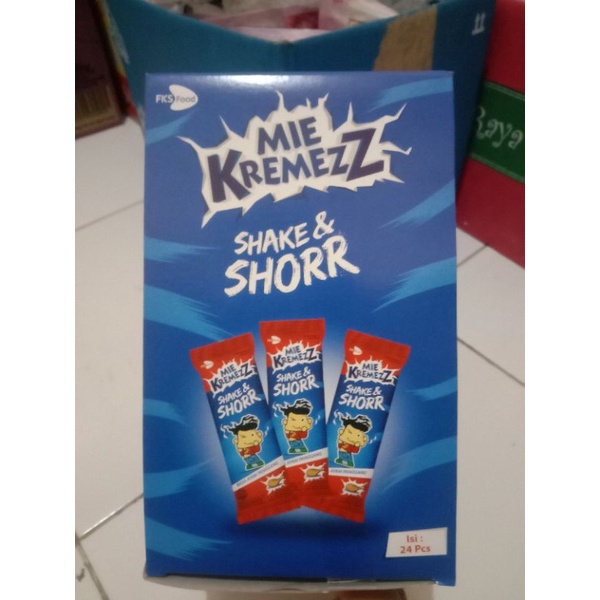 FKS Food
MIE
KREMEZZ
SHAKE &
SHORR
MIE
KREMEZZ
SHAKE &
SHORR
MIE
KREMEZZ
SHAKE &
SHORR
MIE
KREMEZZ
SHAKE &
SHORR
Isi :
24 Pcs
Raya